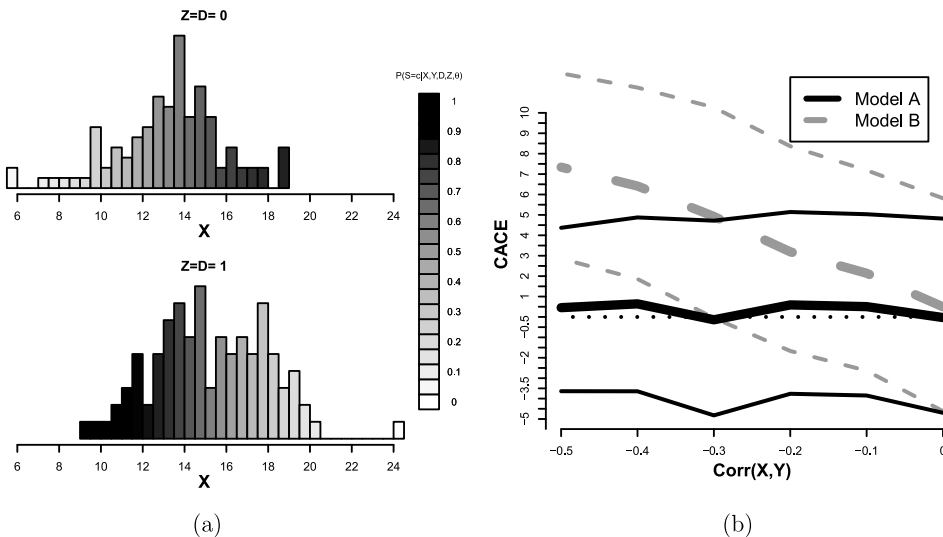 Z=D= 0
6 8 10 12 14 16 18 20 22 24
X
Z=D= 1
6 8 10 12 14 16 18 20 22 24
X
P(S=c|X,Y,D,Z,θ)
1
0.9
0.8
0.7
0.6
0.5
0.4
0.3
0.2
0.1
0
(a)
Model A
Model B
CACE
10
9
8
7
6
5
4
3
2
1
−0.5
−2
−3.5
−5
−0.5 −0.4 −0.3 −0.2 −0.1 0
Corr(X,Y)
(b)